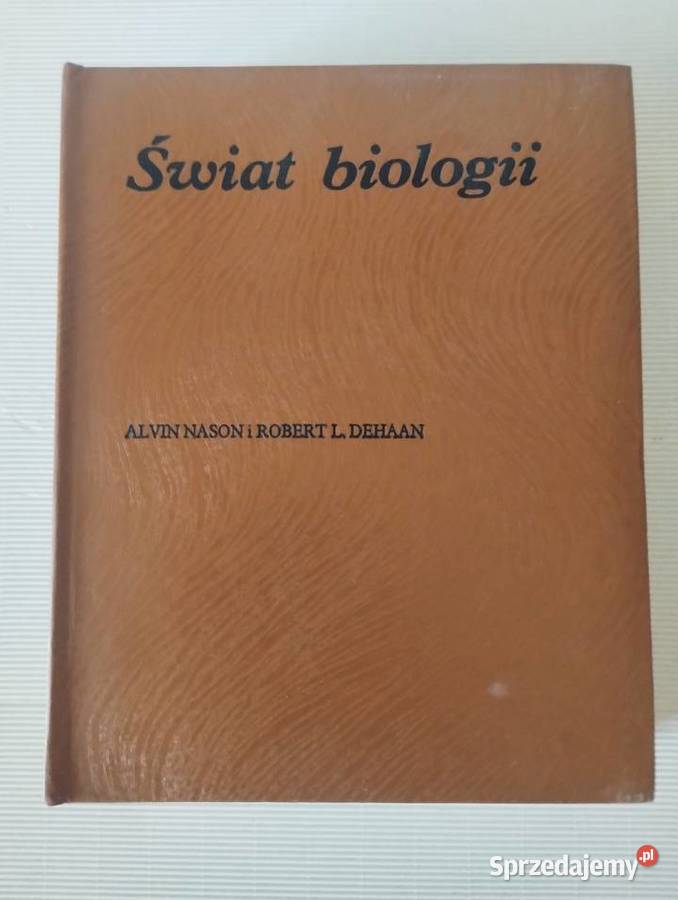 Świat biologii
ALVIN NASON i ROBERT L. DEHAAN
Sprzedajemy.pl